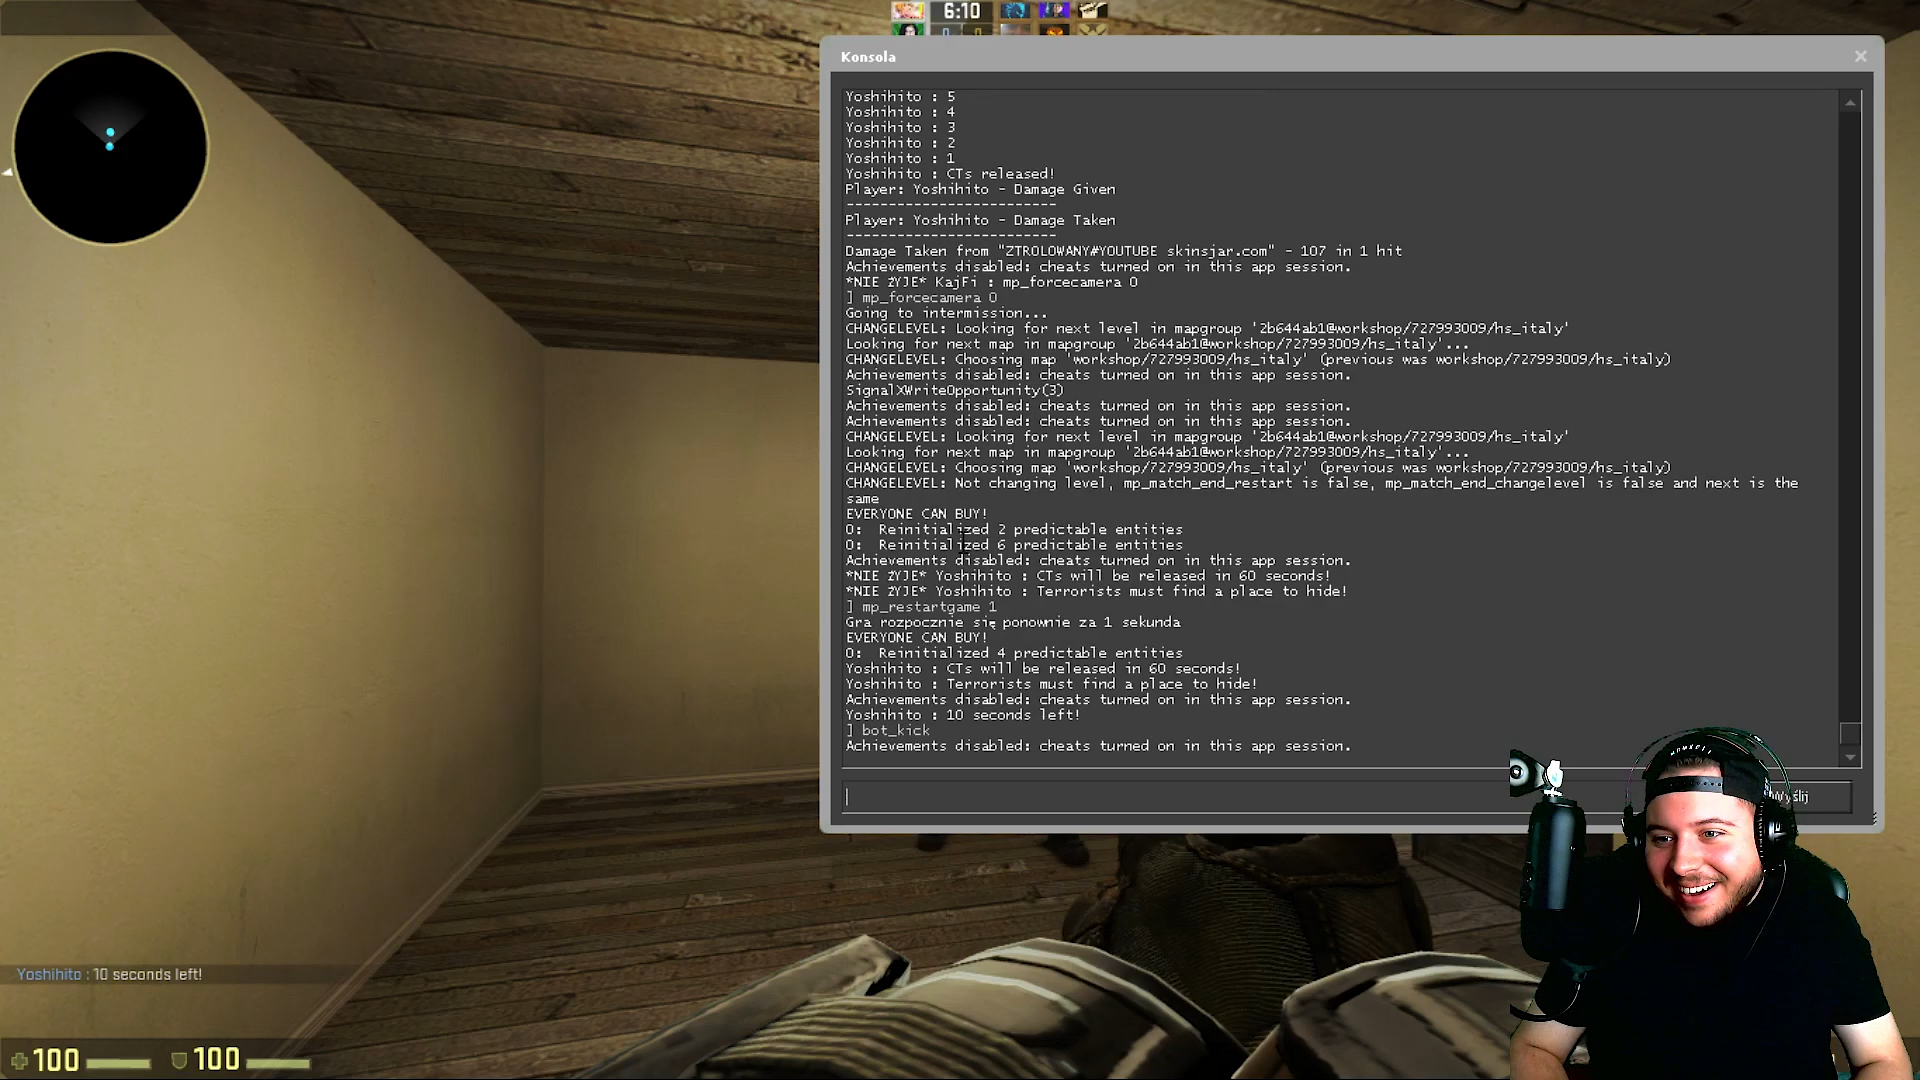 6:10
0 0
Konsola
Yoshihito : 5
Yoshihito : 4
Yoshihito : 3
Yoshihito : 2
Yoshihito : 1
Yoshihito : CTs released!
Player: Yoshihito - Damage Given
-------------------------
Player: Yoshihito - Damage Taken
-------------------------
Damage Taken from "ZTROLOWANY#YOUTUBE skinsjar.com" - 107 in 1 hit
Achievements disabled: cheats turned on in this app session.
*NIE ŻYJE* KajFi : mp_forcecamera 0
] mp_forcecamera 0
Going to intermission...
CHANGELEVEL: Looking for next level in mapgroup '2b644ab1@workshop/727993009/hs_italy'
Looking for next map in mapgroup '2b644ab1@workshop/727993009/hs_italy'...
CHANGELEVEL: Choosing map 'workshop/727993009/hs_italy' (previous was workshop/727993009/hs_italy)
Achievements disabled: cheats turned on in this app session.
SignalXWriteOpportunity(3)
Achievements disabled: cheats turned on in this app session.
Achievements disabled: cheats turned on in this app session.
CHANGELEVEL: Looking for next level in mapgroup '2b644ab1@workshop/727993009/hs_italy'
Looking for next map in mapgroup '2b644ab1@workshop/727993009/hs_italy'...
CHANGELEVEL: Choosing map 'workshop/727993009/hs_italy' (previous was workshop/727993009/hs_italy)
CHANGELEVEL: Not changing level, mp_match_end_restart is false, mp_match_end_changelevel is false and next is the
same
EVERYONE CAN BUY!
0:  Reinitialized 2 predictable entities
0:  Reinitialized 6 predictable entities
Achievements disabled: cheats turned on in this app session.
*NIE ŻYJE* Yoshihito : CTs will be released in 60 seconds!
*NIE ŻYJE* Yoshihito : Terrorists must find a place to hide!
] mp_restartgame 1
Gra rozpocznie się ponownie za 1 sekunda
EVERYONE CAN BUY!
0:  Reinitialized 4 predictable entities
Yoshihito : CTs will be released in 60 seconds!
Yoshihito : Terrorists must find a place to hide!
Achievements disabled: cheats turned on in this app session.
Yoshihito : 10 seconds left!
] bot_kick
Achievements disabled: cheats turned on in this app session.
Wyślij
Yoshihito : 10 seconds left!
100 100